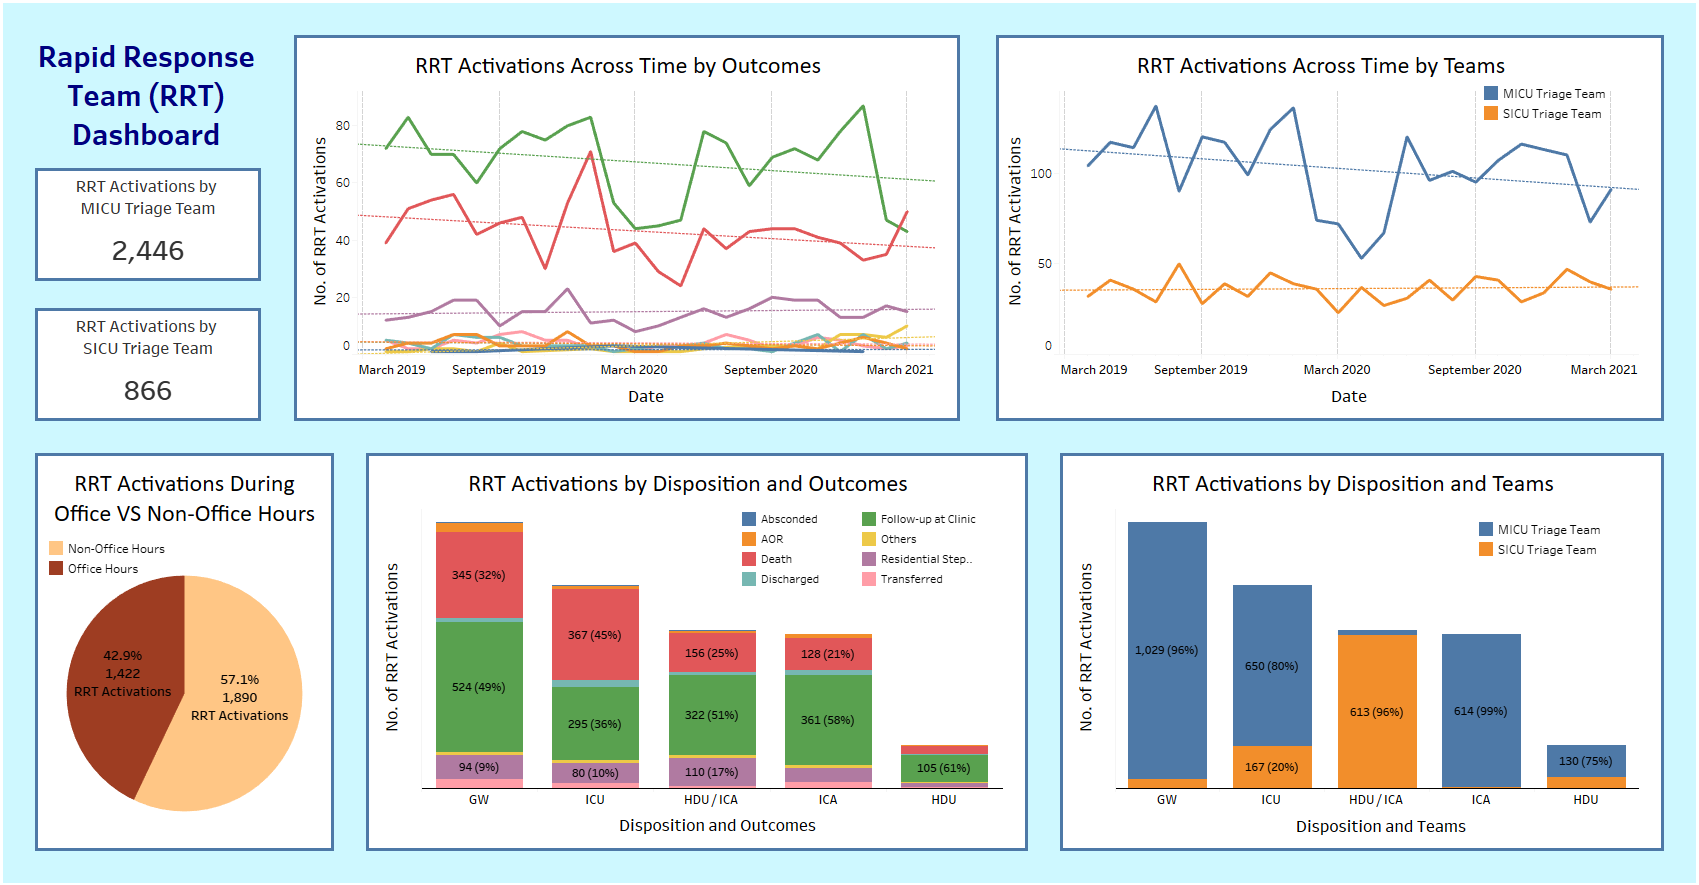 Rapid Response
Team (RRT)
Dashboard
RRT Activations by
MICU Triage Team
2,446
RRT Activations by
SICU Triage Team
866
RRT Activations Across Time by Outcomes
No. of RRT Activations
80
60
40
20
0
March 2019
September 2019
March 2020
September 2020
March 2021
Date
RRT Activations Across Time by Teams
MICU Triage Team
SICU Triage Team
No. of RRT Activations
100
50
0
March 2019
September 2019
March 2020
September 2020
March 2021
Date
RRT Activations During
Office VS Non-Office Hours
Non-Office Hours
Office Hours
42.9%
1,422
RRT Activations
57.1%
1,890
RRT Activations
RRT Activations by Disposition and Outcomes
Absconded
AOR
Death
Discharged
Follow-up at Clinic
Others
Residential Step..
Transferred
No. of RRT Activations
345 (32%)
524 (49%)
94 (9%)
367 (45%)
295 (36%)
80 (10%)
156 (25%)
322 (51%)
110 (17%)
128 (21%)
361 (58%)
105 (61%)
GW
ICU
HDU / ICA
ICA
HDU
Disposition and Outcomes
RRT Activations by Disposition and Teams
MICU Triage Team
SICU Triage Team
No. of RRT Activations
1,029 (96%)
650 (80%)
167 (20%)
613 (96%)
614 (99%)
130 (75%)
GW
ICU
HDU / ICA
ICA
HDU
Disposition and Teams